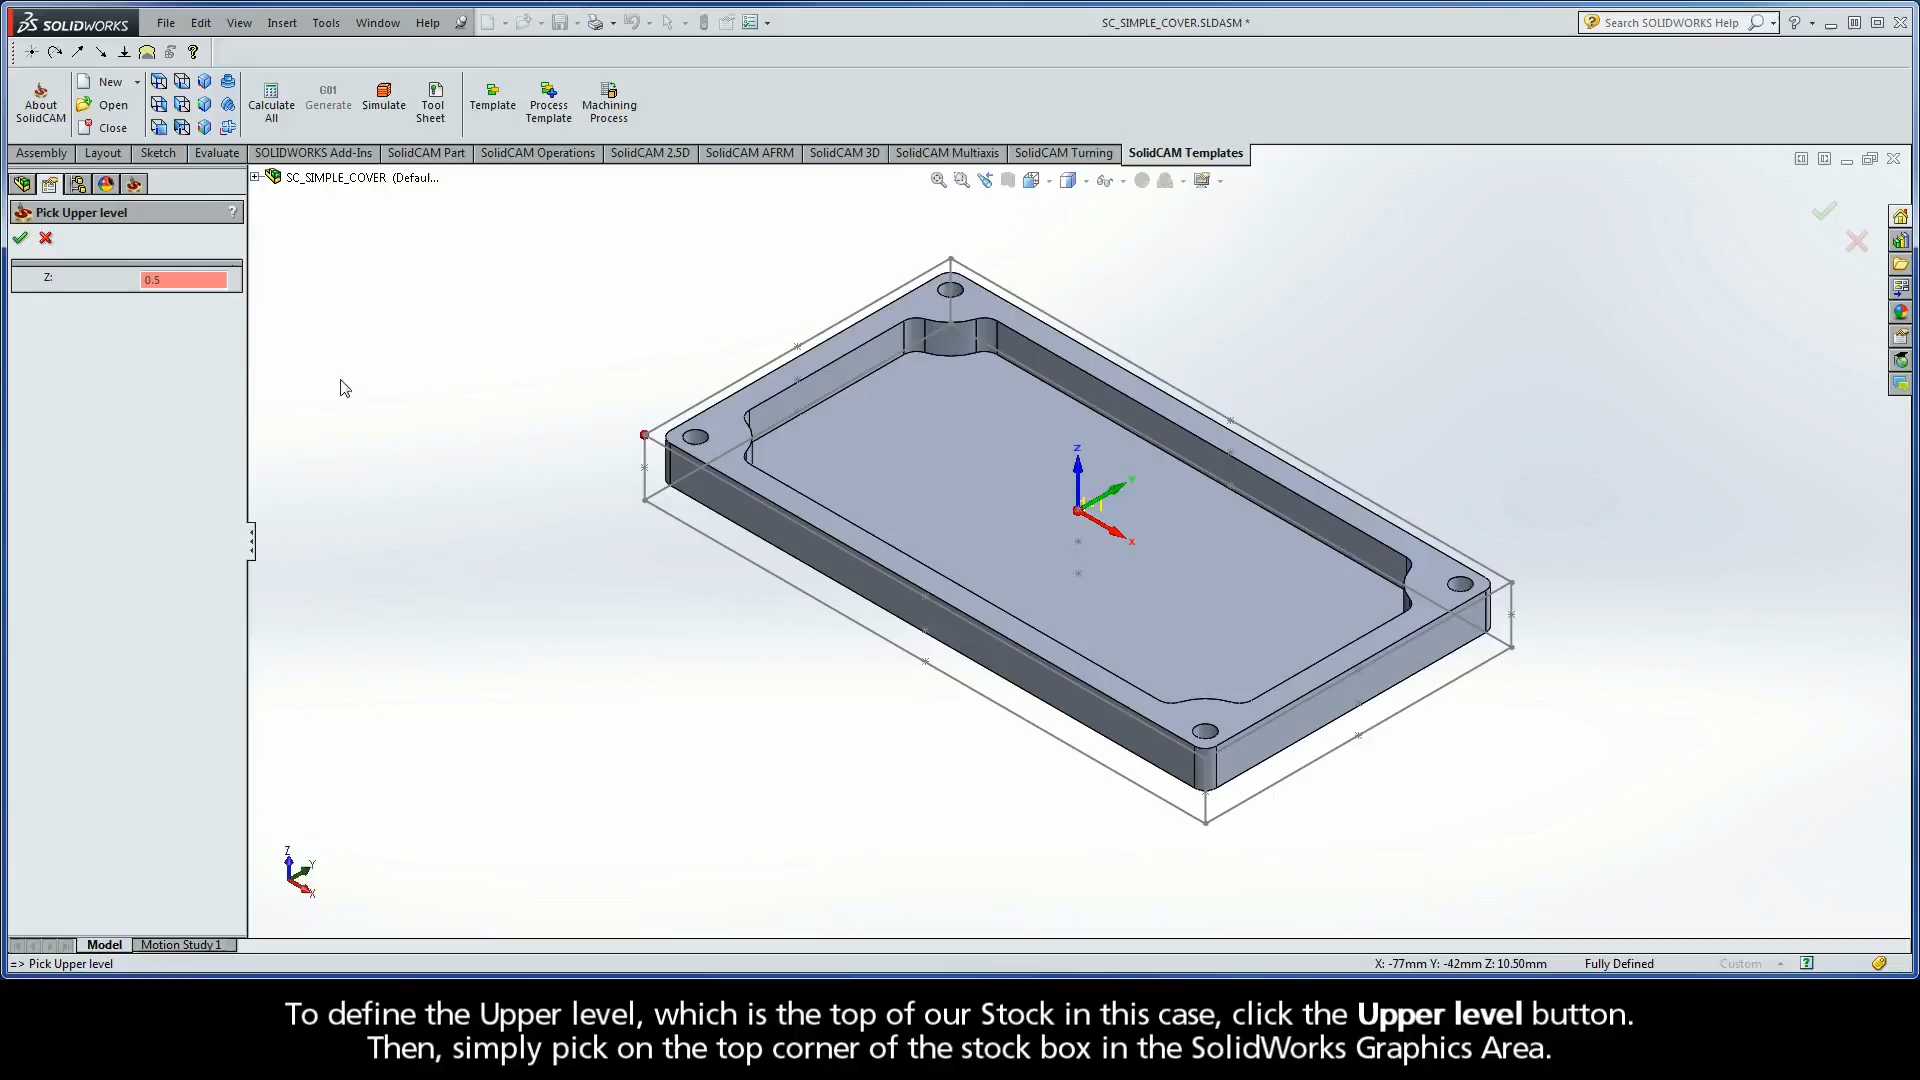 SOLIDWORKS File Edit View Insert Tools Window Help SC_SIMPLE_COVER.SLDASM * Search SOLIDWORKS Help
About SolidCAM
New
Open
Close
Calculate All
G01 Generate
Simulate
Tool Sheet
Template
Process Template
Machining Process
Assembly Layout Sketch Evaluate SOLIDWORKS Add-Ins SolidCAM Part SolidCAM Operations SolidCAM 2.5D SolidCAM AFRM SolidCAM 3D SolidCAM Multiaxis SolidCAM Turning SolidCAM Templates
SC_SIMPLE_COVER (Defaul...
Pick Upper level ?
Z: 0.5
Z
Y
X
Z
Y
X
Model Motion Study 1
=> Pick Upper level X: -77mm Y: -42mm Z: 10.50mm Fully Defined Custom
To define the Upper level, which is the top of our Stock in this case, click the Upper level button.
Then, simply pick on the top corner of the stock box in the SolidWorks Graphics Area.